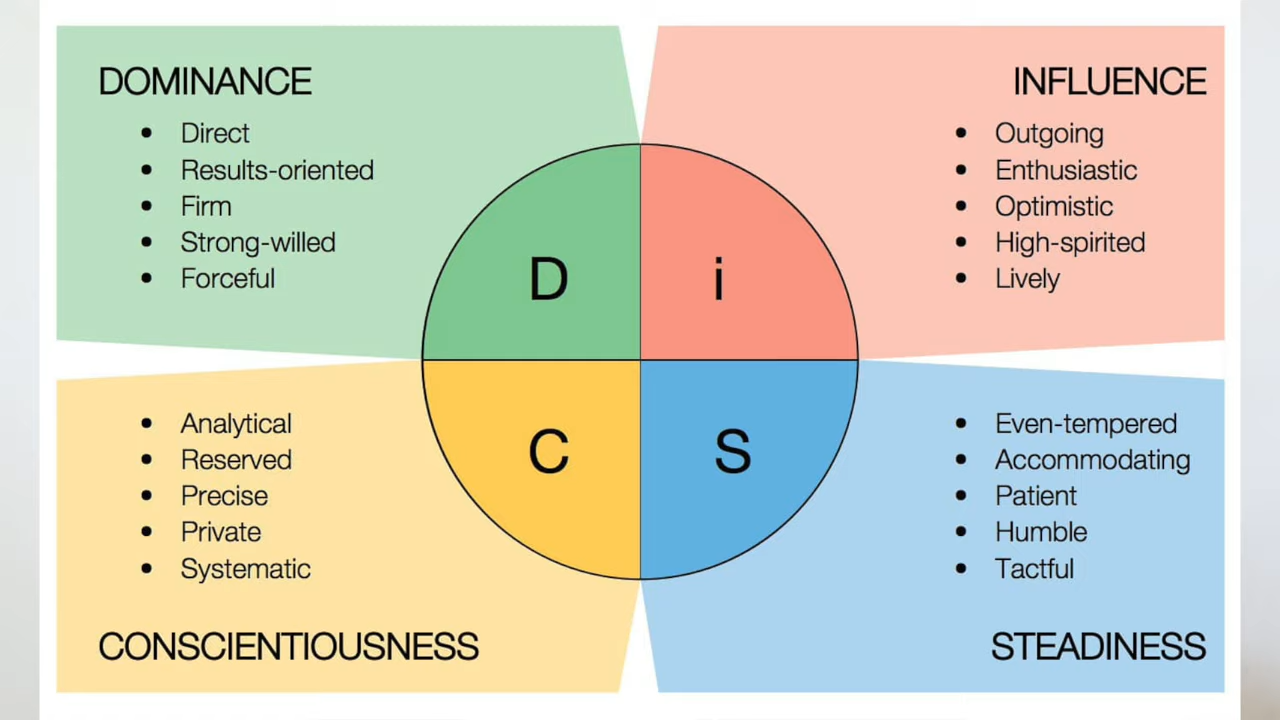 DOMINANCE
• Direct
• Results-oriented
• Firm
• Strong-willed
• Forceful
INFLUENCE
• Outgoing
• Enthusiastic
• Optimistic
• High-spirited
• Lively
D
i
C
S
• Analytical
• Reserved
• Precise
• Private
• Systematic
CONSCIENTIOUSNESS
• Even-tempered
• Accommodating
• Patient
• Humble
• Tactful
STEADINESS